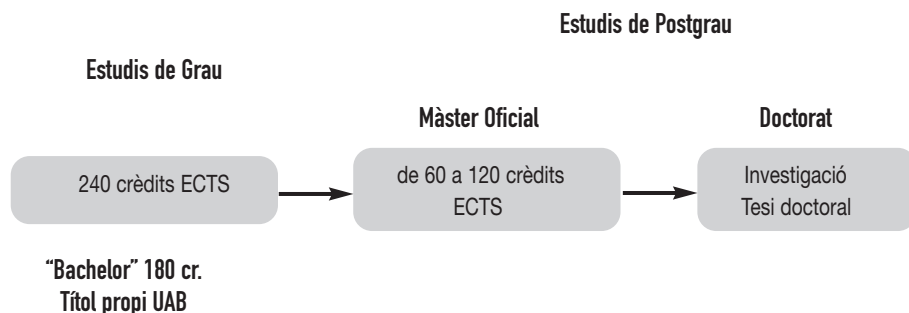 Estudis de Postgrau
Estudis de Grau
Màster Oficial
Doctorat
240 crèdits ECTS
de 60 a 120 crèdits
ECTS
Investigació
Tesi doctoral
“Bachelor” 180 cr.
Títol propi UAB